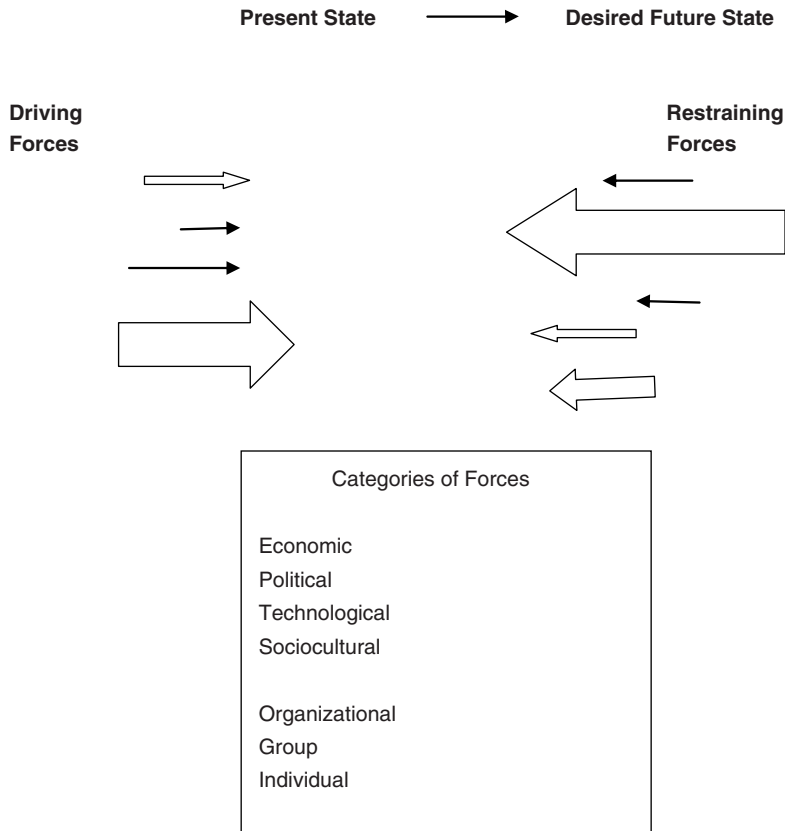 Present State
Desired Future State
Driving
Forces
Restraining
Forces
Categories of Forces
Economic
Political
Technological
Sociocultural
Organizational
Group
Individual